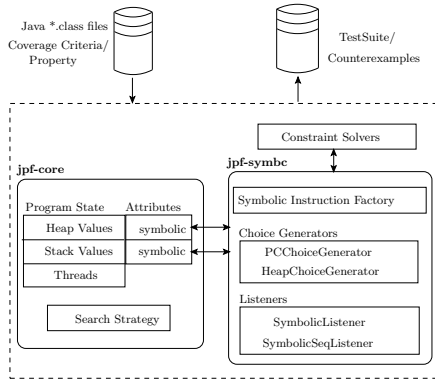 Java *.class files
Coverage Criteria/
Property
TestSuite/
Counterexamples
Constraint Solvers
jpf-core
jpf-symbc
Program State
Attributes
Heap Values
symbolic
Stack Values
symbolic
Threads
Search Strategy
Symbolic Instruction Factory
Choice Generators
PCChoiceGenerator
HeapChoiceGenerator
Listeners
SymbolicListener
SymbolicSeqListener